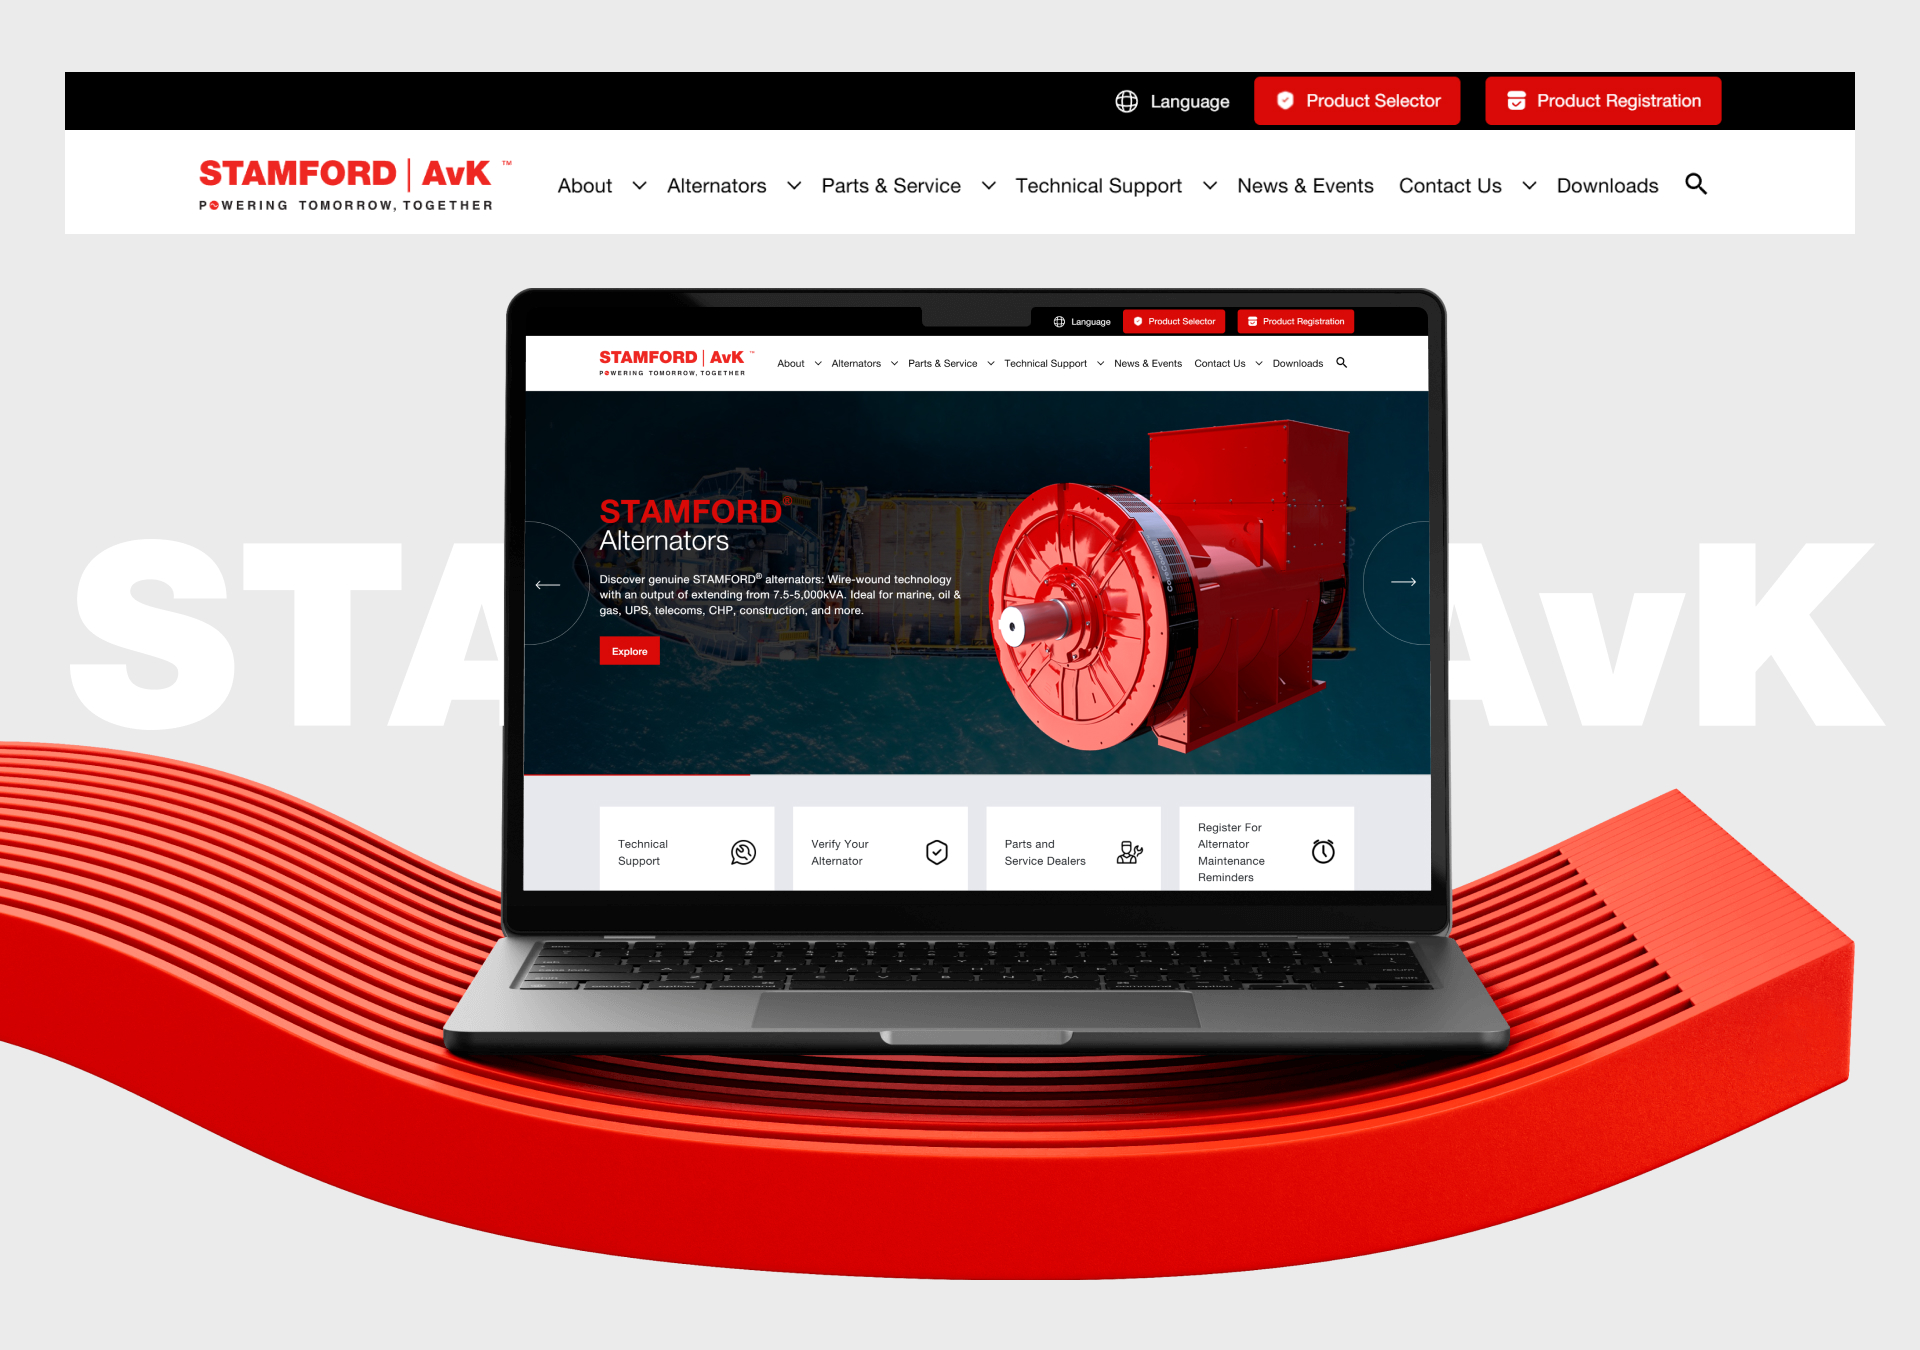 Language
Product Selector
Product Registration
STAMFORD | AvK ™
POWERING TOMORROW, TOGETHER
About
Alternators
Parts & Service
Technical Support
News & Events
Contact Us
Downloads
Language
Product Selector
Product Registration
STAMFORD | AvK ™
POWERING TOMORROW, TOGETHER
About
Alternators
Parts & Service
Technical Support
News & Events
Contact Us
Downloads
STA
AvK
STAMFORD®
Alternators
Discover genuine STAMFORD® alternators: Wire-wound technology
with an output of extending from 7.5-5,000kVA. Ideal for marine, oil &
gas, UPS, telecoms, CHP, construction, and more.
Explore
Technical
Support
Verify Your
Alternator
Parts and
Service Dealers
Register For
Alternator
Maintenance
Reminders